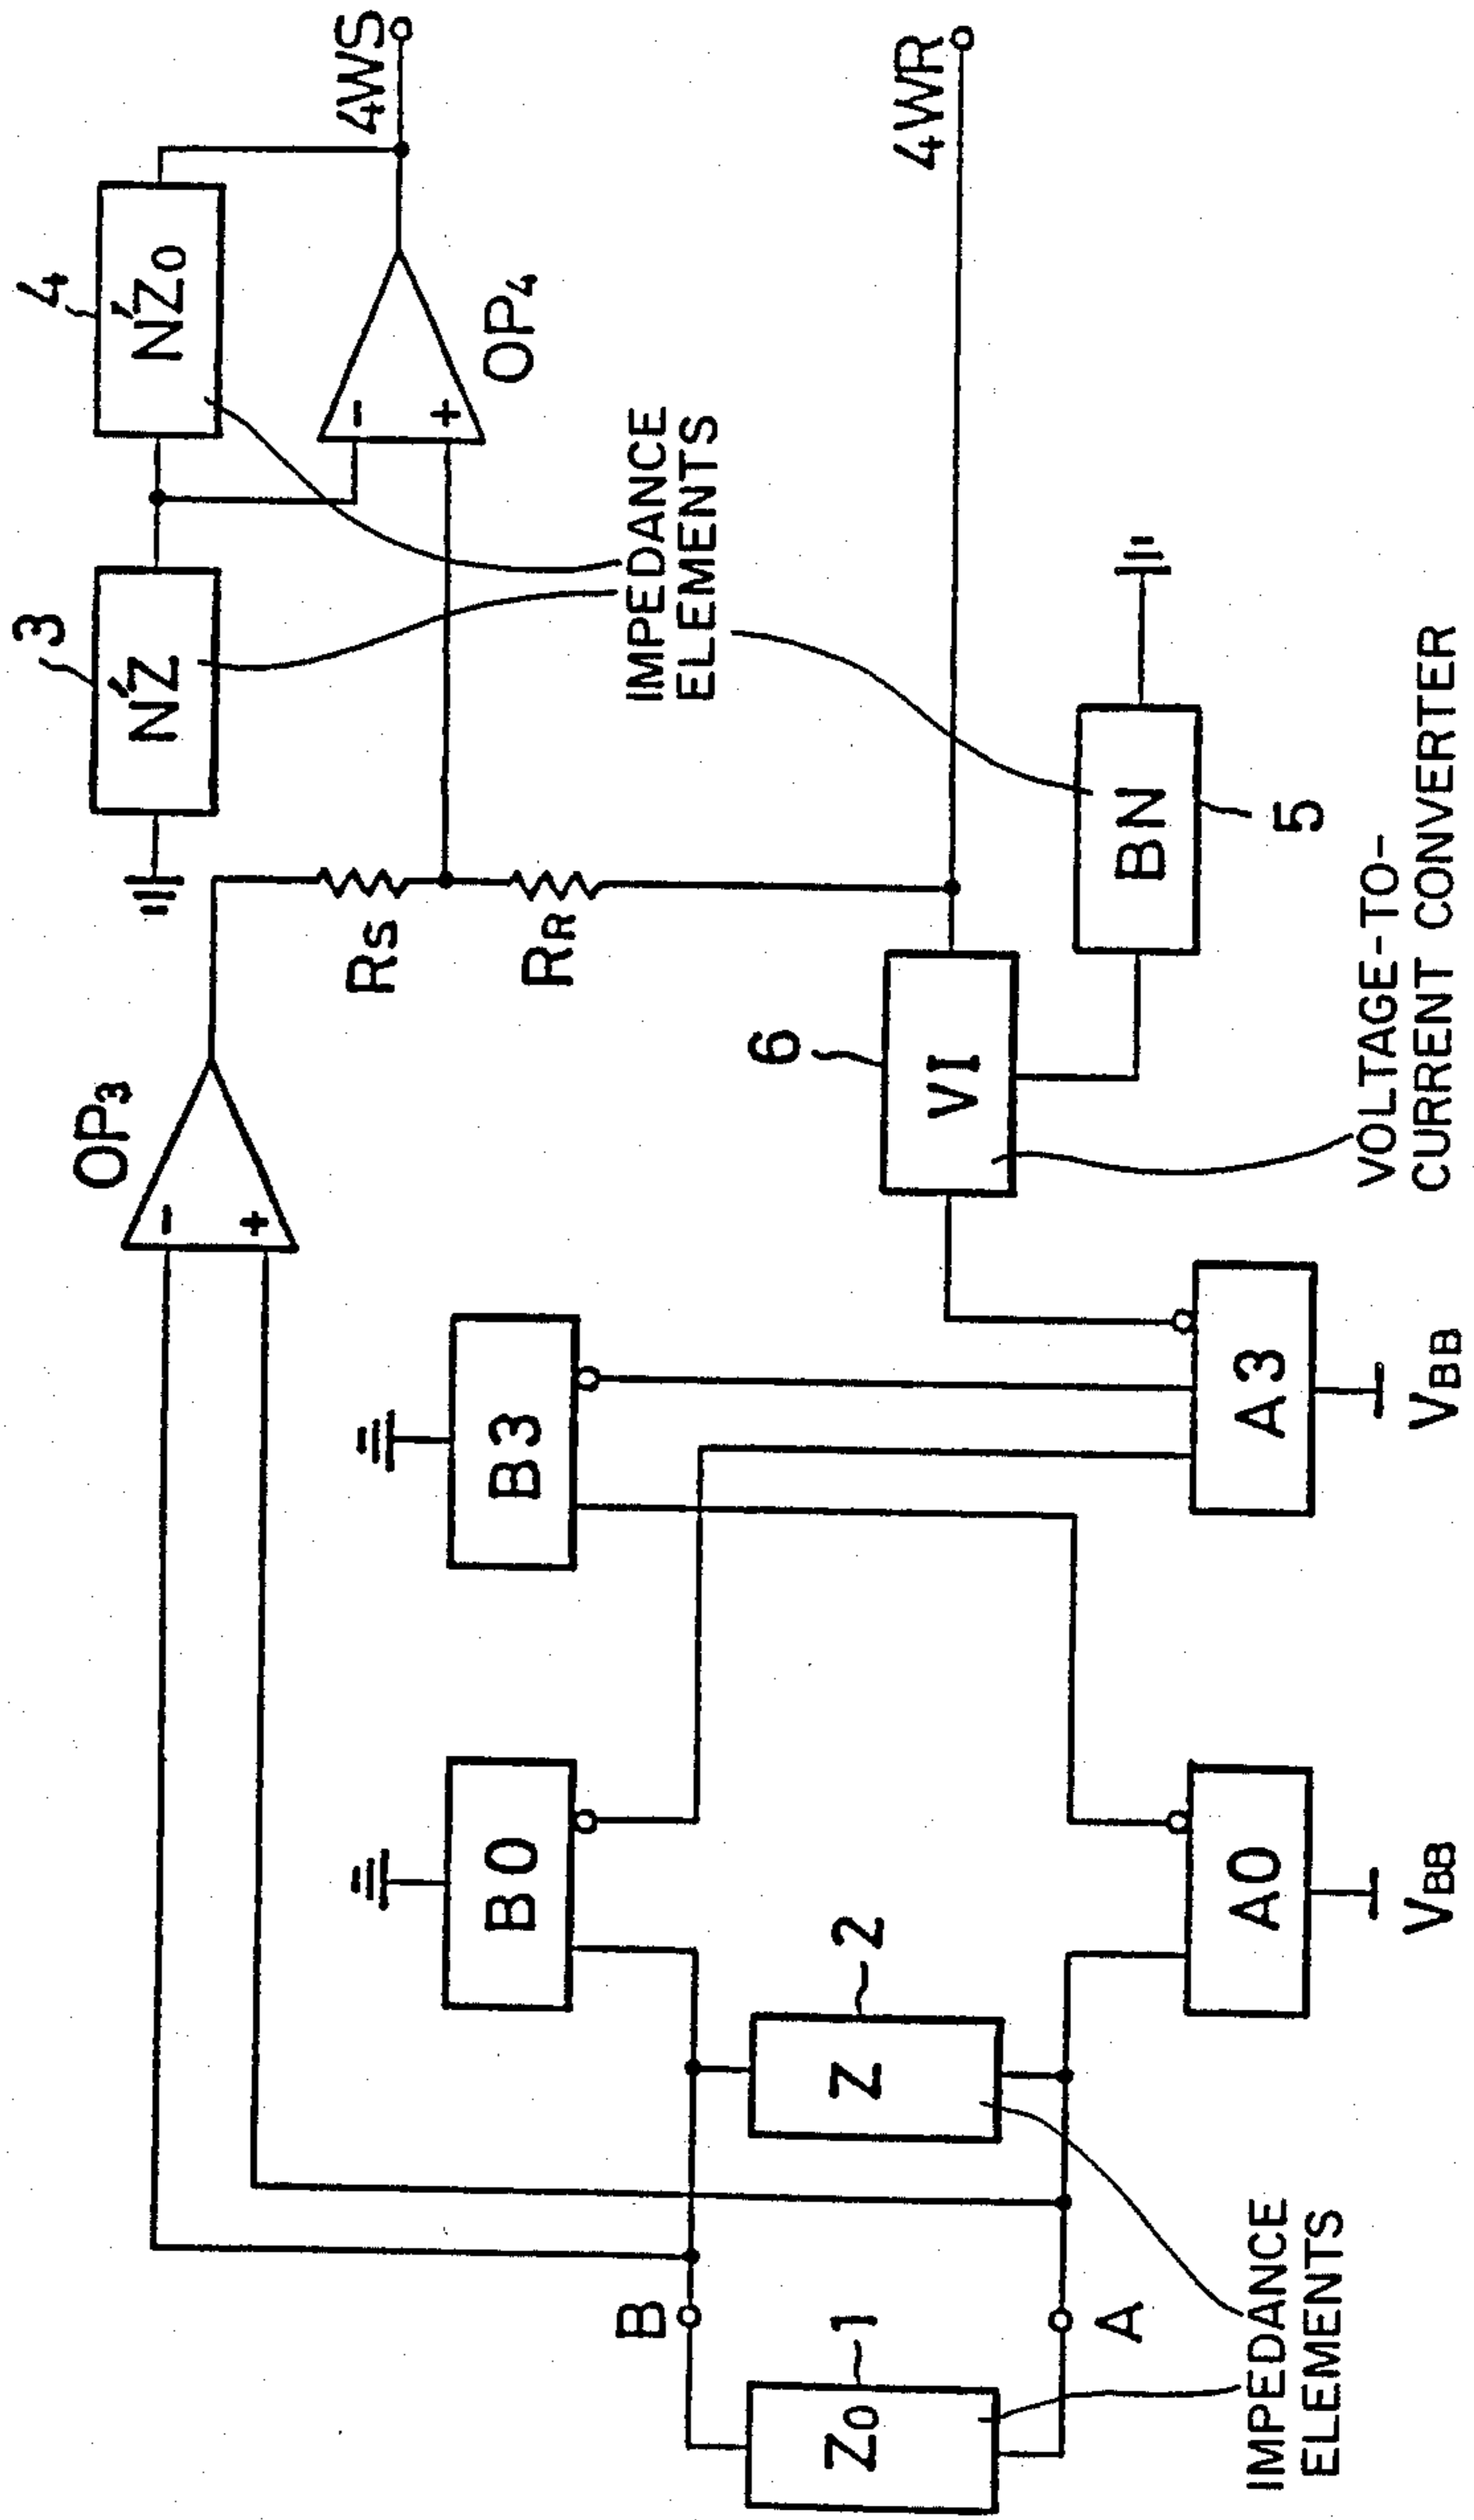 3
4
OP3
-
+
N'Z
N'Z0
4WS
-
+
RS
OP4
B0
B3
RR
B
IMPEDANCE
ELEMENTS
6
Z0
1
Z
2
4WR
VI
A
BN
A0
A3
5
IMPEDANCE
ELEMENTS
VOLTAGE-TO-
CURRENT CONVERTER
VBB
VBB